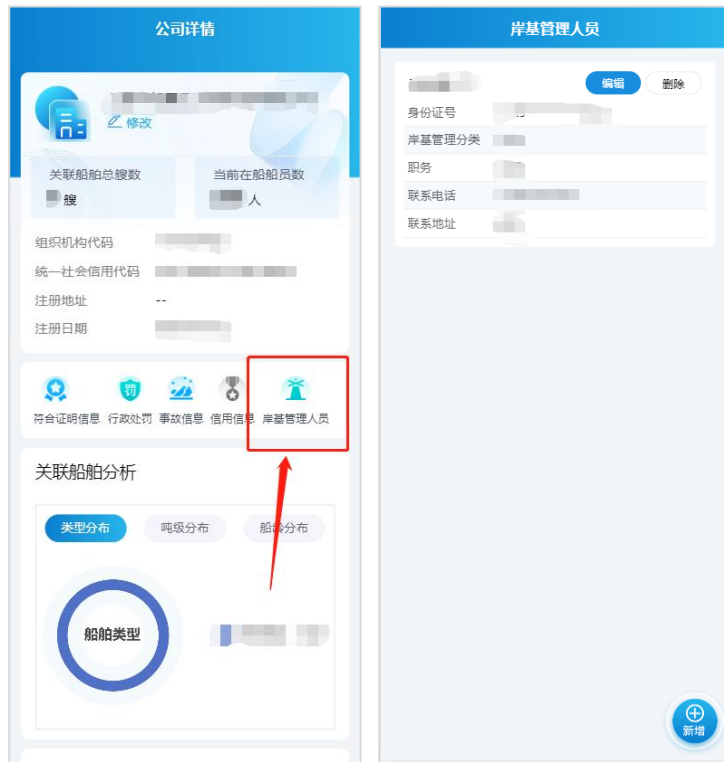 公司详情
修改
关联船舶总艘数
当前在船船员数
艘
人
组织机构代码
统一社会信用代码
注册地址
--
注册日期
符合证明信息
行政处罚
事故信息
信用信息
岸基管理人员
关联船舶分析
类型分布
吨级分布
船龄分布
船舶类型
岸基管理人员
编辑
删除
身份证号
岸基管理分类
职务
联系电话
联系地址
新增